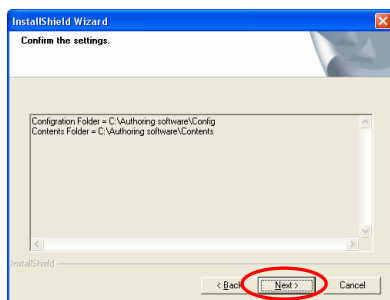 InstallShield Wizard
Confirm the settings.
Configration Folder = C:\Authoring software\Config
Contents Folder = C:\Authoring software\Contents
InstallShield
< Back Next > Cancel